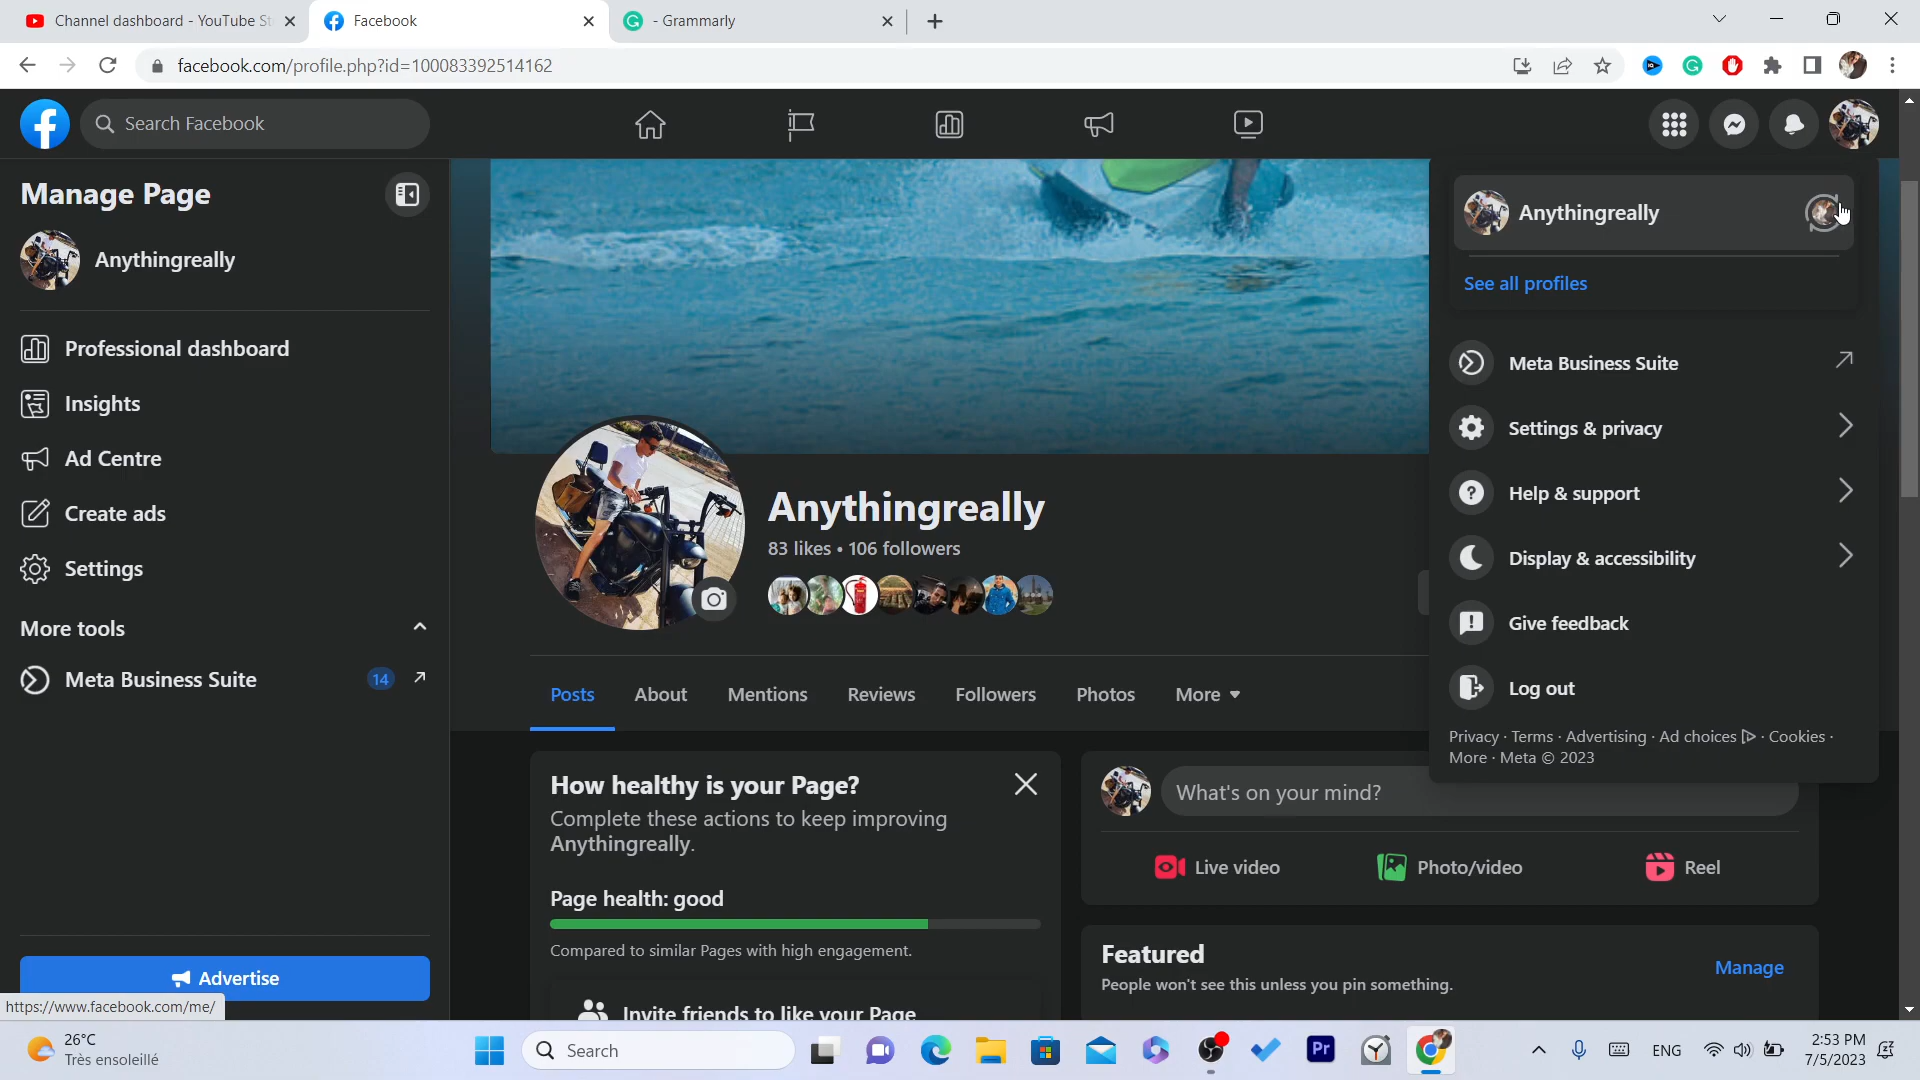 Channel dashboard - YouTube St
Facebook
- Grammarly
facebook.com/profile.php?id=100083392514162
Search Facebook
Manage Page
Anythingreally
Professional dashboard
Insights
Ad Centre
Create ads
Settings
More tools
Meta Business Suite
14
Advertise
https://www.facebook.com/me/
Anythingreally
83 likes • 106 followers
Posts
About
Mentions
Reviews
Followers
Photos
More
How healthy is your Page?
Complete these actions to keep improving
Anythingreally.
Page health: good
Compared to similar Pages with high engagement.
Invite friends to like your Page
What's on your mind?
Live video
Photo/video
Reel
Featured
People won't see this unless you pin something.
Manage
Anythingreally
See all profiles
Meta Business Suite
Settings & privacy
Help & support
Display & accessibility
Give feedback
Log out
Privacy · Terms · Advertising · Ad choices · Cookies ·
More · Meta © 2023
26°C
Très ensoleillé
Search
Pr
ENG
2:53 PM
7/5/2023